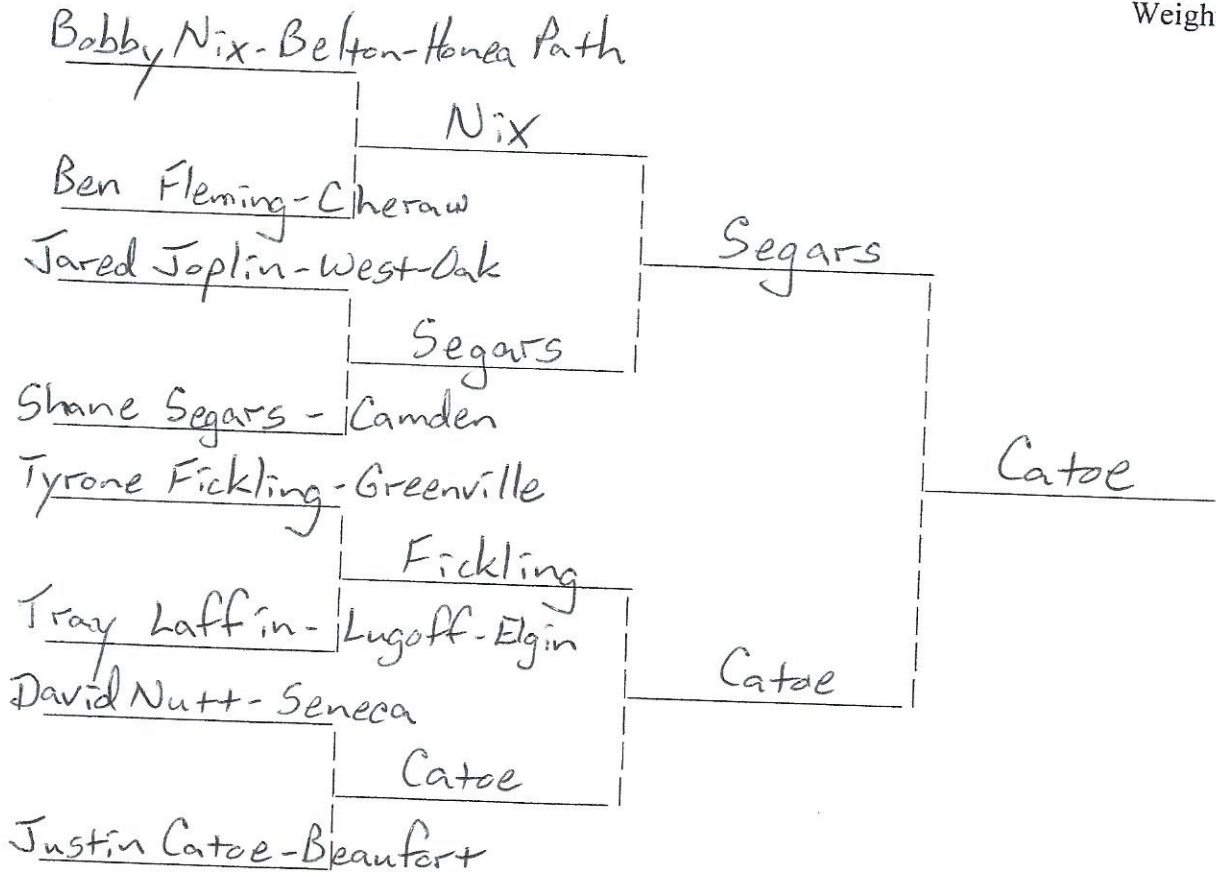 Weigh
Bobby Nix-Belton-Honea Path
Nix
Ben Fleming-Cheraw
Segars
Jared Joplin-West-Oak
Segars
Shane Segars - Camden
Catoe
Tyrone Fickling-Greenville
Fickling
Tray Laffin-Lugoff-Elgin
Catoe
David Nutt-Seneca
Catoe
Justin Catoe-Beaufort